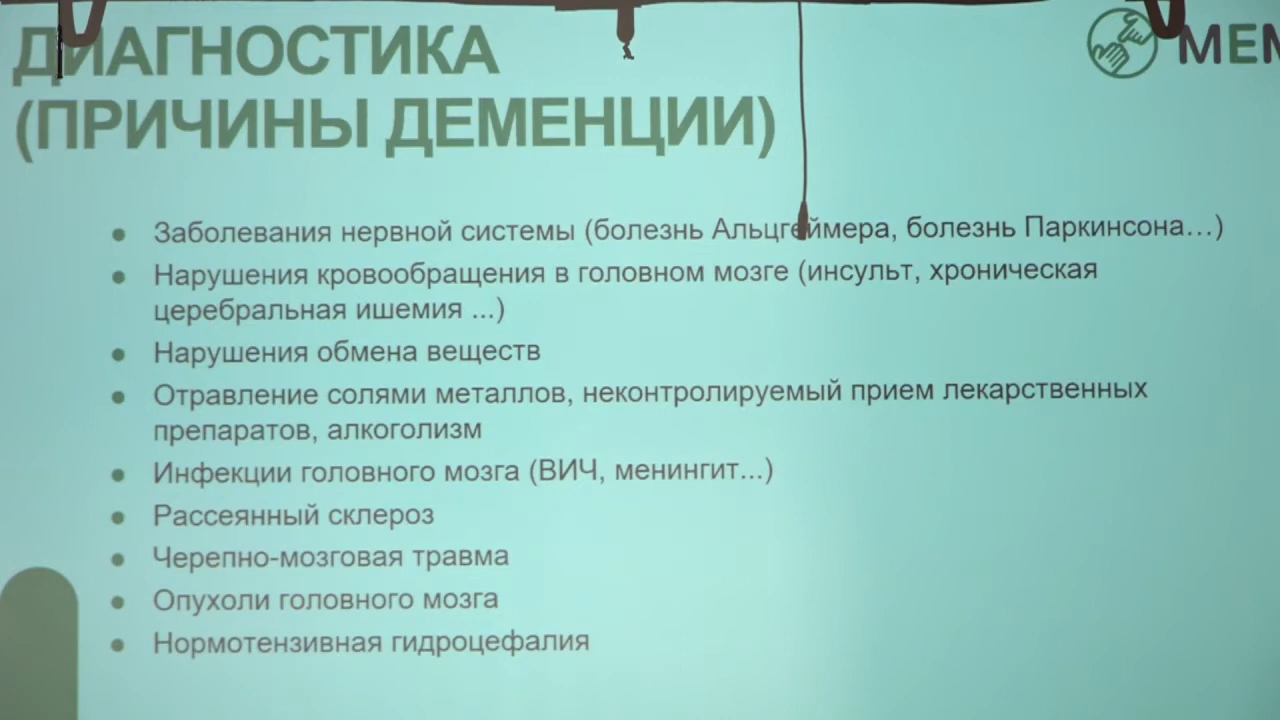 ДИАГНОСТИКА
(ПРИЧИНЫ ДЕМЕНЦИИ)
МЕМ
● Заболевания нервной системы (болезнь Альцгеймера, болезнь Паркинсона...)
● Нарушения кровообращения в головном мозге (инсульт, хроническая
церебральная ишемия ...)
● Нарушения обмена веществ
● Отравление солями металлов, неконтролируемый прием лекарственных
препаратов, алкоголизм
● Инфекции головного мозга (ВИЧ, менингит...)
● Рассеянный склероз
● Черепно-мозговая травма
● Опухоли головного мозга
● Нормотензивная гидроцефалия